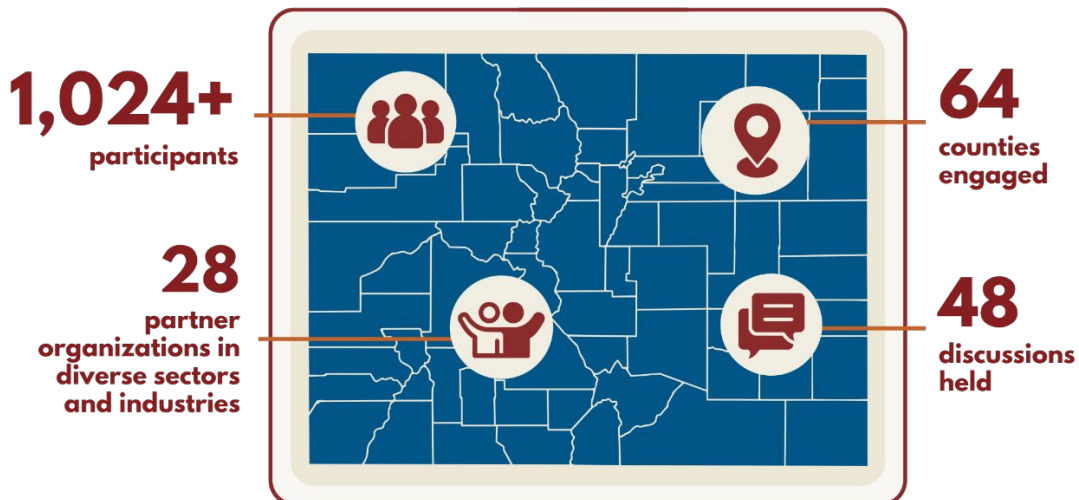 1,024+
participants
28
partner
organizations in
diverse sectors
and industries
64
counties
engaged
48
discussions
held